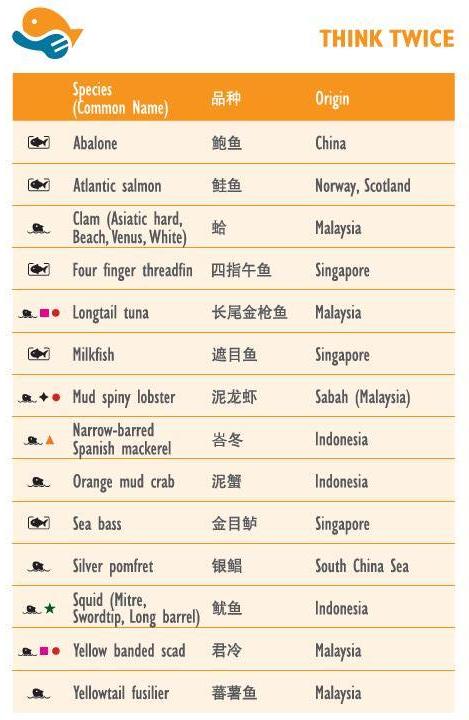 THINK TWICE
Species
(Common Name) 品种 Origin
Abalone 鲍鱼 China
Atlantic salmon 鲑鱼 Norway, Scotland
Clam (Asiatic hard,
Beach, Venus, White) 蛤 Malaysia
Four finger threadfin 四指午鱼 Singapore
Longtail tuna 长尾金枪鱼 Malaysia
Milkfish 遮目鱼 Singapore
Mud spiny lobster 泥龙虾 Sabah (Malaysia)
Narrow-barred
Spanish mackerel 峇冬 Indonesia
Orange mud crab 泥蟹 Indonesia
Sea bass 金目鲈 Singapore
Silver pomfret 银鲳 South China Sea
Squid (Mitre,
Swordtip, Long barrel) 鱿鱼 Indonesia
Yellow banded scad 君冷 Malaysia
Yellowtail fusilier 蕃薯鱼 Malaysia